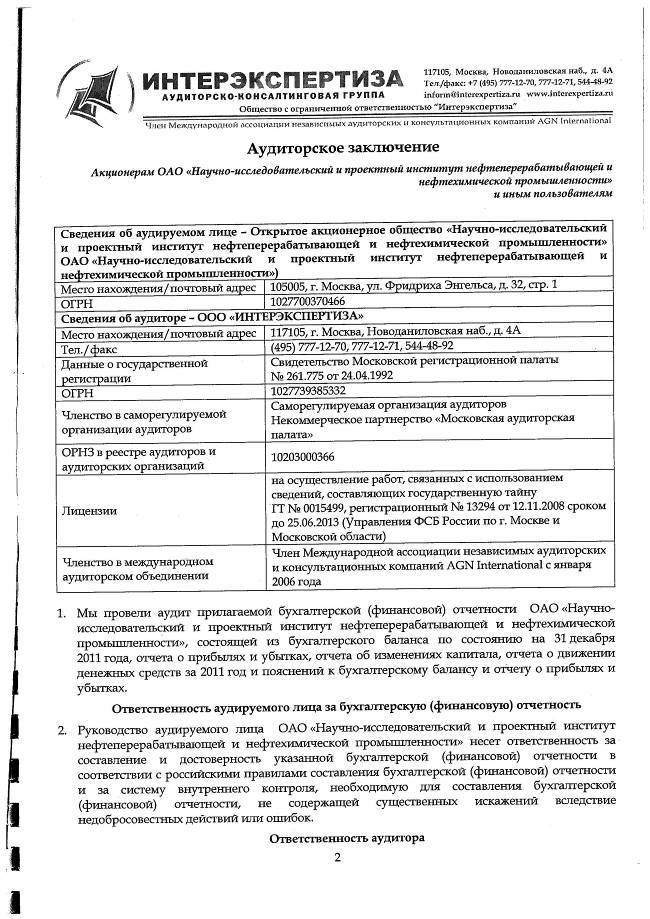 ИНТЕРЭКСПЕРТИЗА
АУДИТОРСКО-КОНСАЛТИНГОВАЯ ГРУППА
117105, Москва, Новоданиловская наб., д. 4А
Тел./факс: +7 (495) 777-12-70, 777-12-71, 544-48-92
inform@interexpertiza.ru www.interexpertiza.ru
Общество с ограниченной ответственностью "Интерэкспертиза"
Член Международной ассоциации независимых аудиторских и консультационных компаний AGN International
Аудиторское заключение
Акционерам ОАО «Научно-исследовательский и проектный институт нефтеперерабатывающей и
нефтехимической промышленности»
и иным пользователям
Сведения об аудируемом лице – Открытое акционерное общество «Научно-исследовательский
и проектный институт нефтеперерабатывающей и нефтехимической промышленности»
ОАО «Научно-исследовательский и проектный институт нефтеперерабатывающей и
нефтехимической промышленности»)
Место нахождения/почтовый адрес 105005, г. Москва, ул. Фридриха Энгельса, д. 32, стр. 1
ОГРН 1027700370466
Сведения об аудиторе – ООО «ИНТЕРЭКСПЕРТИЗА»
Место нахождения/почтовый адрес 117105, г. Москва, Новоданиловская наб., д. 4А
Тел./факс (495) 777-12-70, 777-12-71, 544-48-92
Данные о государственной
регистрации
Свидетельство Московской регистрационной палаты
№ 261.775 от 24.04.1992
ОГРН 1027739385332
Членство в саморегулируемой
организации аудиторов
Саморегулируемая организация аудиторов
Некоммерческое партнерство «Московская аудиторская
палата»
ОРНЗ в реестре аудиторов и
аудиторских организаций
10203000366
Лицензии
на осуществление работ, связанных с использованием
сведений, составляющих государственную тайну
ГТ № 0015499, регистрационный № 13294 от 12.11.2008 сроком
до 25.06.2013 (Управления ФСБ России по г. Москве и
Московской области)
Членство в международном
аудиторском объединении
Член Международной ассоциации независимых аудиторских
и консультационных компаний AGN International с января
2006 года
1. Мы провели аудит прилагаемой бухгалтерской (финансовой) отчетности ОАО «Научно-
исследовательский и проектный институт нефтеперерабатывающей и нефтехимической
промышленности», состоящей из бухгалтерского баланса по состоянию на 31 декабря
2011 года, отчета о прибылях и убытках, отчета об изменениях капитала, отчета о движении
денежных средств за 2011 год и пояснений к бухгалтерскому балансу и отчету о прибылях и
убытках.
Ответственность аудируемого лица за бухгалтерскую (финансовую) отчетность
2. Руководство аудируемого лица ОАО «Научно-исследовательский и проектный институт
нефтеперерабатывающей и нефтехимической промышленности» несет ответственность за
составление и достоверность указанной бухгалтерской (финансовой) отчетности в
соответствии с российскими правилами составления бухгалтерской (финансовой) отчетности
и за систему внутреннего контроля, необходимую для составления бухгалтерской
(финансовой) отчетности, не содержащей существенных искажений вследствие
недобросовестных действий или ошибок.
Ответственность аудитора
2